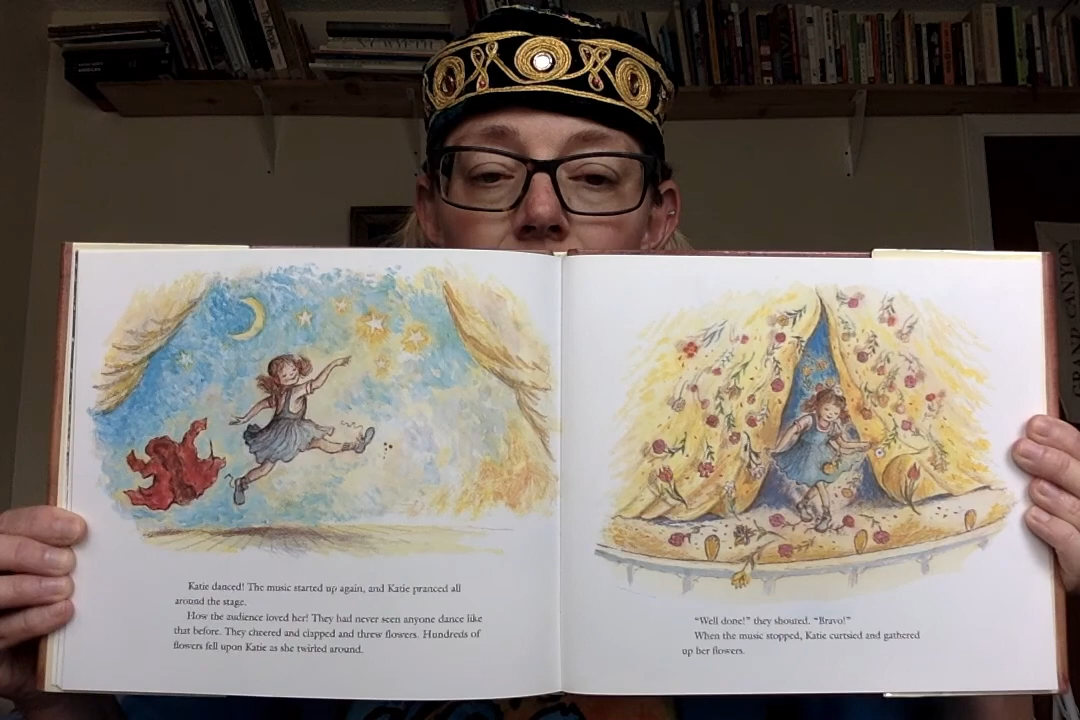 GRAND CANYON
Katie danced! The music started up again, and Katie pranced all
around the stage.
How the audience loved her! They had never seen anyone dance like
that before. They cheered and clapped and threw flowers. Hundreds of
flowers fell upon Katie as she twirled around.
“Well done!” they shouted. “Bravo!”
When the music stopped, Katie curtsied and gathered
up her flowers.